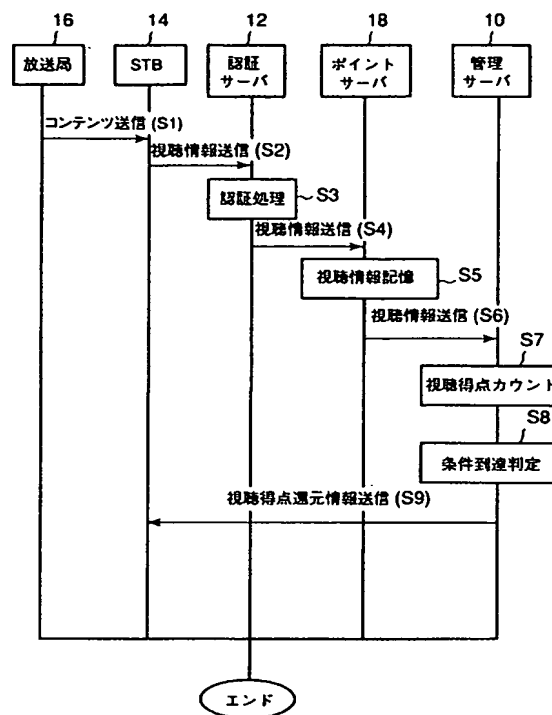 16
14
12
18
10
放送局
STB
認証
サーバ
ポイント
サーバ
管理
サーバ
コンテンツ送信 (S1)
視聴情報送信 (S2)
認証処理
S3
視聴情報送信 (S4)
視聴情報記憶
S5
視聴情報送信 (S6)
S7
視聴得点カウント
S8
条件到達判定
視聴得点還元情報送信 (S9)
エンド